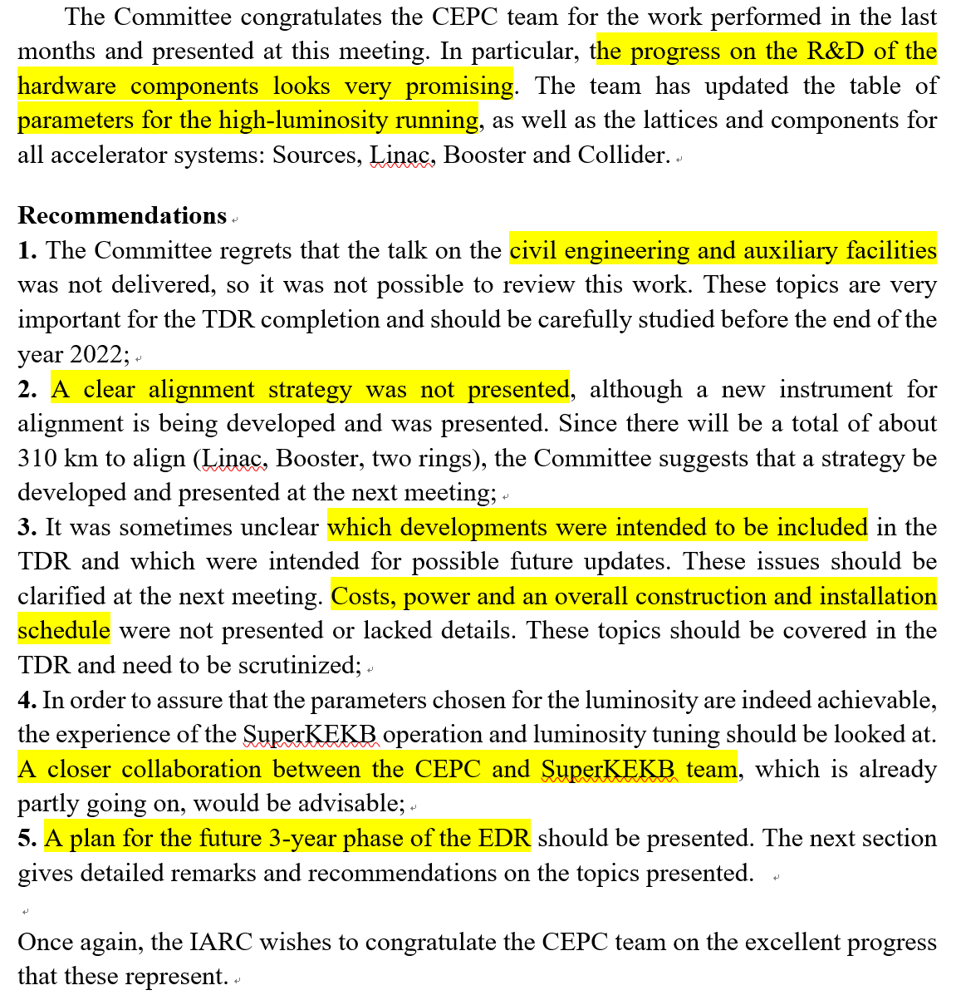 The Committee congratulates the CEPC team for the work performed in the last
months and presented at this meeting. In particular, the progress on the R&D of the
hardware components looks very promising. The team has updated the table of
parameters for the high-luminosity running, as well as the lattices and components for
all accelerator systems: Sources, Linac, Booster and Collider.
Recommendations
1. The Committee regrets that the talk on the civil engineering and auxiliary facilities
was not delivered, so it was not possible to review this work. These topics are very
important for the TDR completion and should be carefully studied before the end of the
year 2022;
2. A clear alignment strategy was not presented, although a new instrument for
alignment is being developed and was presented. Since there will be a total of about
310 km to align (Linac, Booster, two rings), the Committee suggests that a strategy be
developed and presented at the next meeting;
3. It was sometimes unclear which developments were intended to be included in the
TDR and which were intended for possible future updates. These issues should be
clarified at the next meeting. Costs, power and an overall construction and installation
schedule were not presented or lacked details. These topics should be covered in the
TDR and need to be scrutinized;
4. In order to assure that the parameters chosen for the luminosity are indeed achievable,
the experience of the SuperKEKB operation and luminosity tuning should be looked at.
A closer collaboration between the CEPC and SuperKEKB team, which is already
partly going on, would be advisable;
5. A plan for the future 3-year phase of the EDR should be presented. The next section
gives detailed remarks and recommendations on the topics presented.
Once again, the IARC wishes to congratulate the CEPC team on the excellent progress
that these represent.